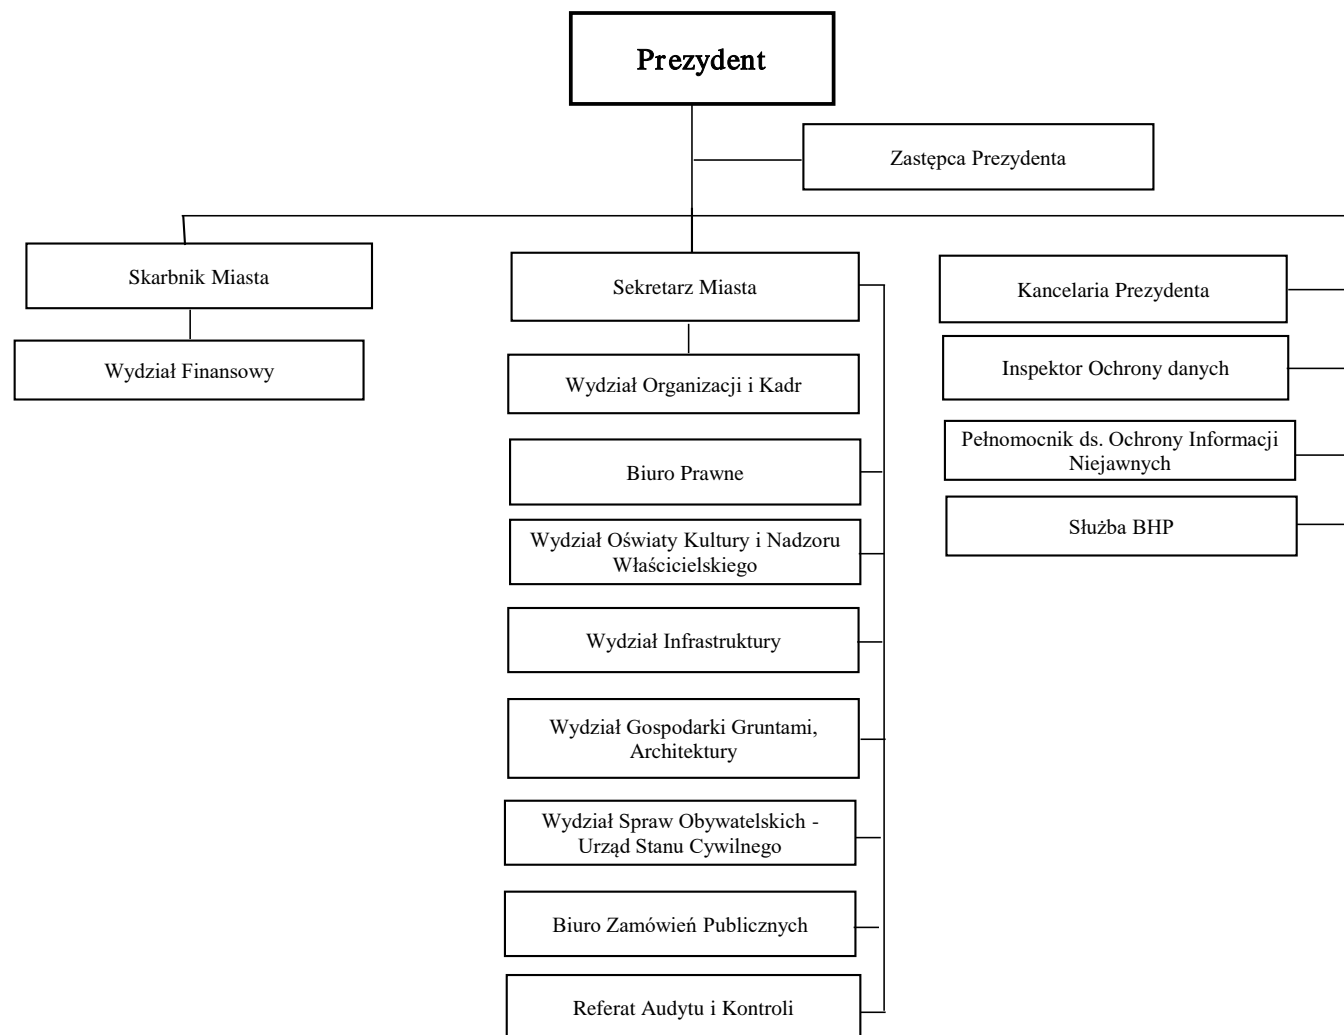 Prezydent
Zastępca Prezydenta
Skarbnik Miasta
Wydział Finansowy
Sekretarz Miasta
Wydział Organizacji i Kadr
Biuro Prawne
Wydział Oświaty Kultury i Nadzoru
Właścicielskiego
Wydział Infrastruktury
Wydział Gospodarki Gruntami,
Architektury
Wydział Spraw Obywatelskich -
Urząd Stanu Cywilnego
Biuro Zamówień Publicznych
Referat Audytu i Kontroli
Kancelaria Prezydenta
Inspektor Ochrony danych
Pełnomocnik ds. Ochrony Informacji
Niejawnych
Służba BHP